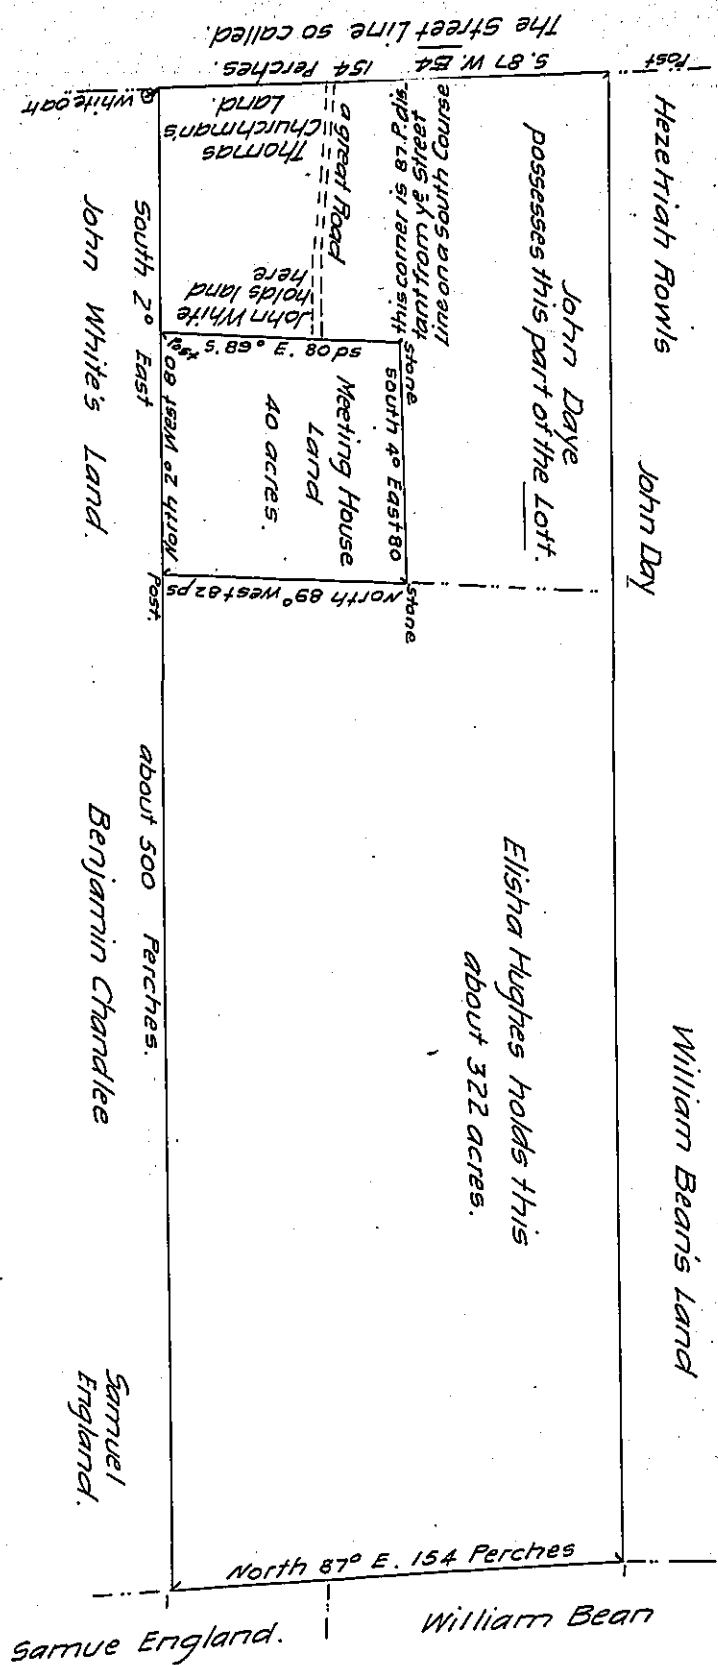 The Street Line so called.
S. 87 W. 154 154 Perches.
Post
White oak
Thomas
Churchman's
Land.
a great Road
John White
holds land
here
this corner is 87 P. dis-
tant from ye Street
Line on a South Course
John Daye
possesses this part of the Lott.
Hezekiah Rowls
John Day
William Bean's Land
South 2° East
about 500 Perches.
John White's Land.
Benjamin Chandlee
Samuel
England.
Post S. 89° E. 80 ps
stone
South 4° East 80
stone
North 89° West 82 ps
Post.
North 2° West 80
Meeting House
Land
40 acres.
Elisha Hughes holds this
about 322 acres.
North 87° E. 154 Perches
Samue England.
William Bean